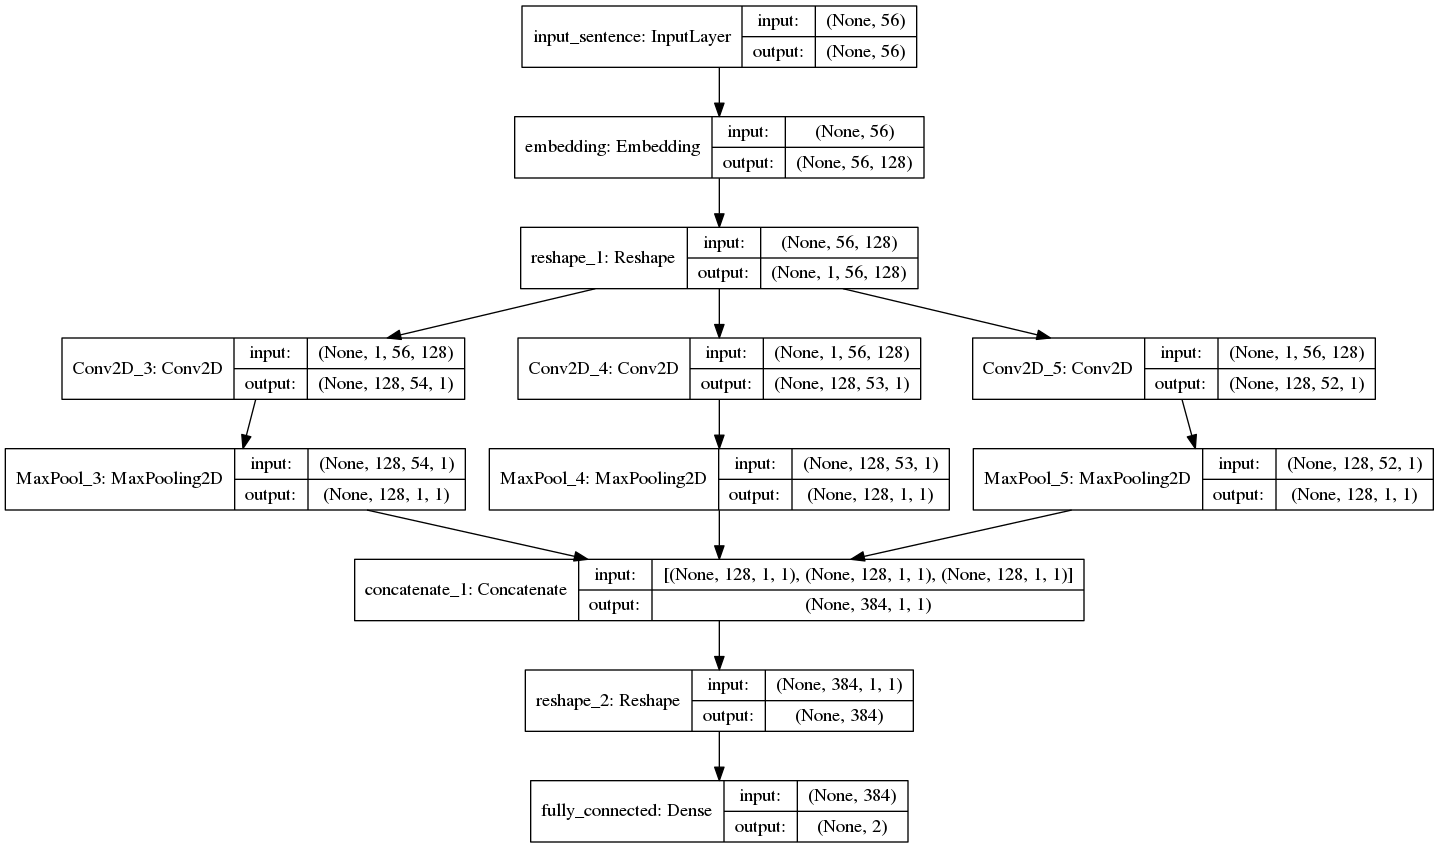 input_sentence: InputLayer
input:
(None, 56)
output:
(None, 56)
embedding: Embedding
input:
(None, 56)
output:
(None, 56, 128)
reshape_1: Reshape
input:
(None, 56, 128)
output:
(None, 1, 56, 128)
Conv2D_3: Conv2D
input:
(None, 1, 56, 128)
output:
(None, 128, 54, 1)
Conv2D_4: Conv2D
input:
(None, 1, 56, 128)
output:
(None, 128, 53, 1)
Conv2D_5: Conv2D
input:
(None, 1, 56, 128)
output:
(None, 128, 52, 1)
MaxPool_3: MaxPooling2D
input:
(None, 128, 54, 1)
output:
(None, 128, 1, 1)
MaxPool_4: MaxPooling2D
input:
(None, 128, 53, 1)
output:
(None, 128, 1, 1)
MaxPool_5: MaxPooling2D
input:
(None, 128, 52, 1)
output:
(None, 128, 1, 1)
concatenate_1: Concatenate
input:
[(None, 128, 1, 1), (None, 128, 1, 1), (None, 128, 1, 1)]
output:
(None, 384, 1, 1)
reshape_2: Reshape
input:
(None, 384, 1, 1)
output:
(None, 384)
fully_connected: Dense
input:
(None, 384)
output:
(None, 2)